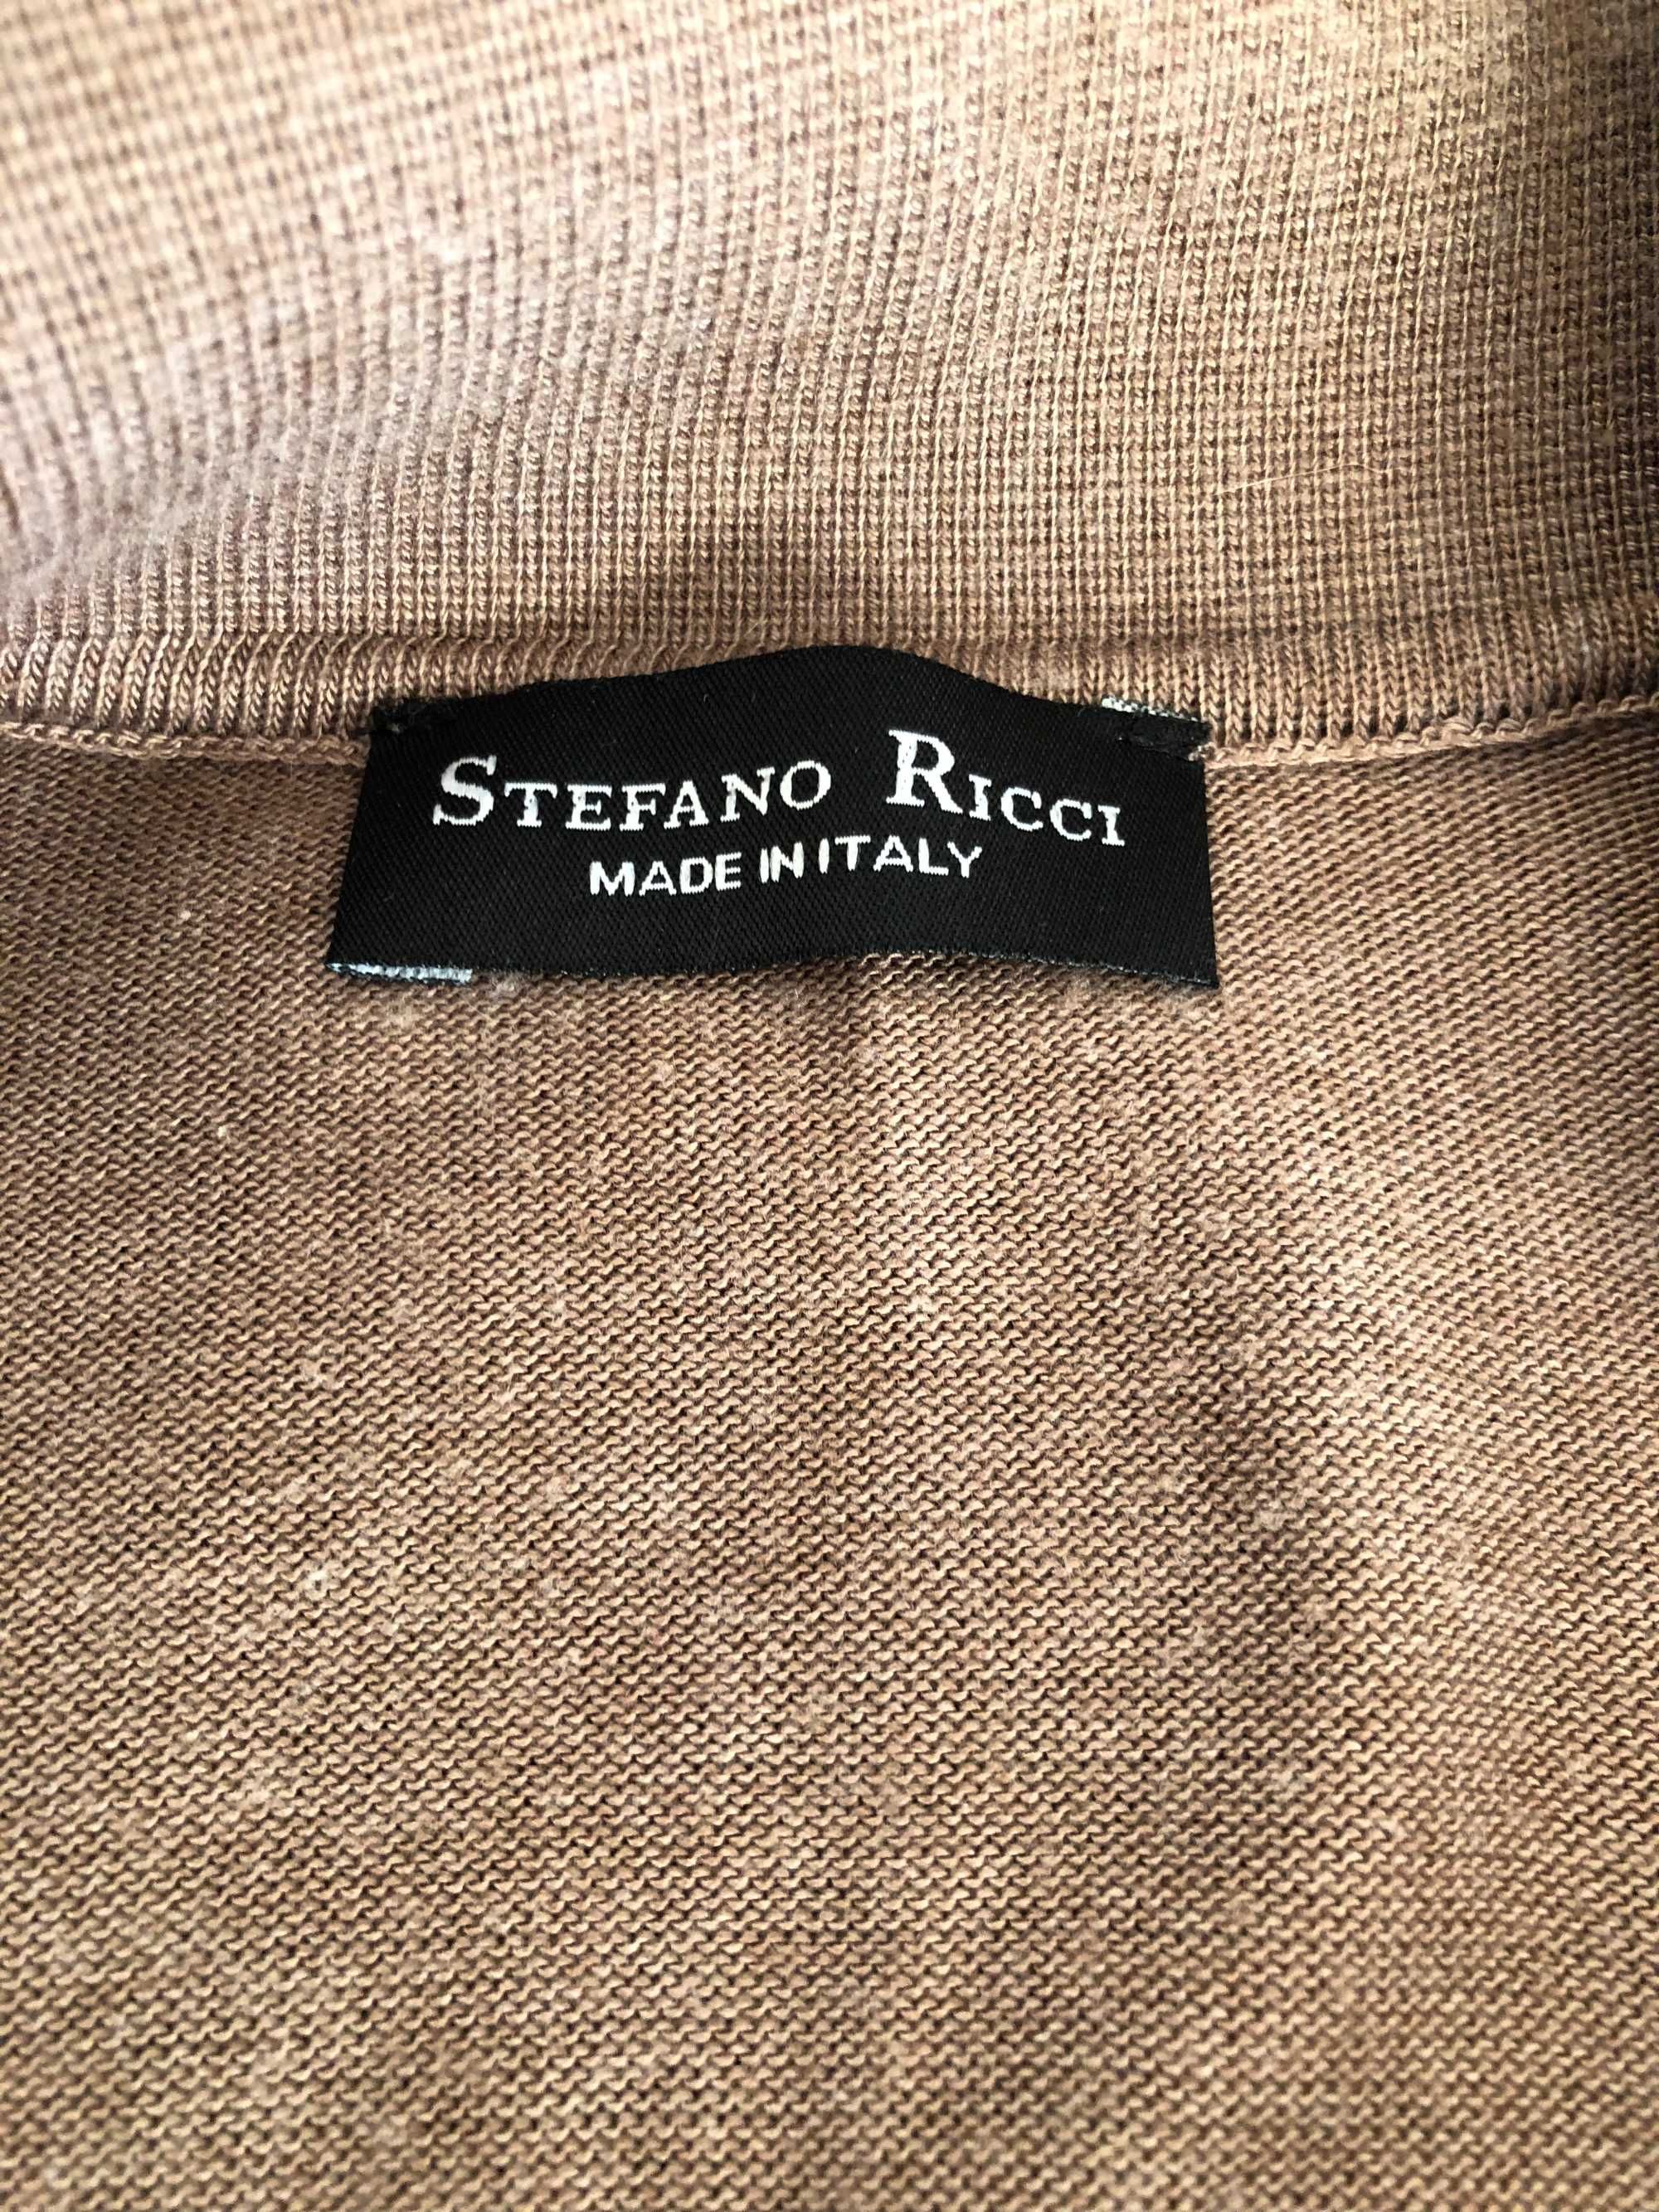 STEFANO RICCI
MADE IN ITALY